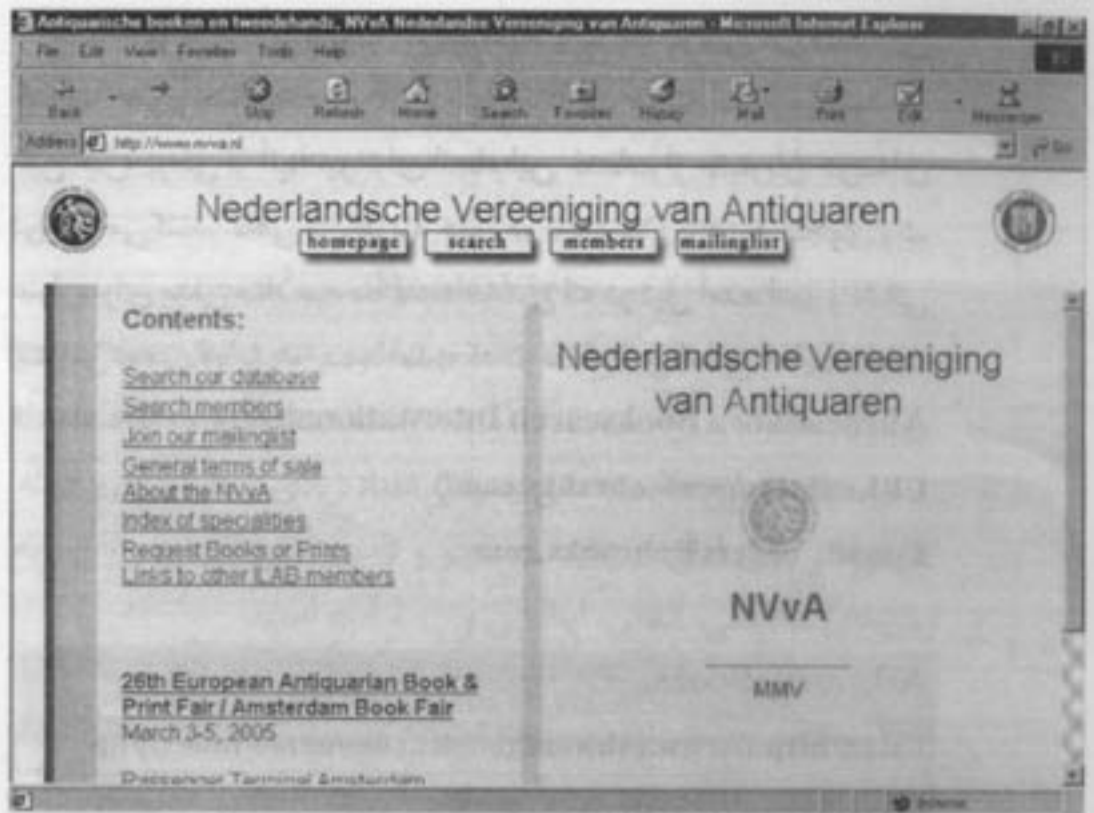 Antiquarische boeken en tweedehands, NVvA Nederlandse Vereeniging van Antiquaren - Microsoft Internet Explorer
File Edit View Favorites Tools Help
Back Stop Refresh Home Search Favorites History Mail Print Edit Messenger
Address http://www.nvva.nl Go
Nederlandsche Vereeniging van Antiquaren
homepage search members mailinglist
Contents:
Search our database
Search members
Join our mailinglist
General terms of sale
About the NVvA
Index of specialities
Request Books or Prints
Links to other ILAB-members
26th European Antiquarian Book &
Print Fair / Amsterdam Book Fair
March 3-5, 2005
Passenger Terminal Amsterdam
Nederlandsche Vereeniging
van Antiquaren
NVvA
MMV
Internet